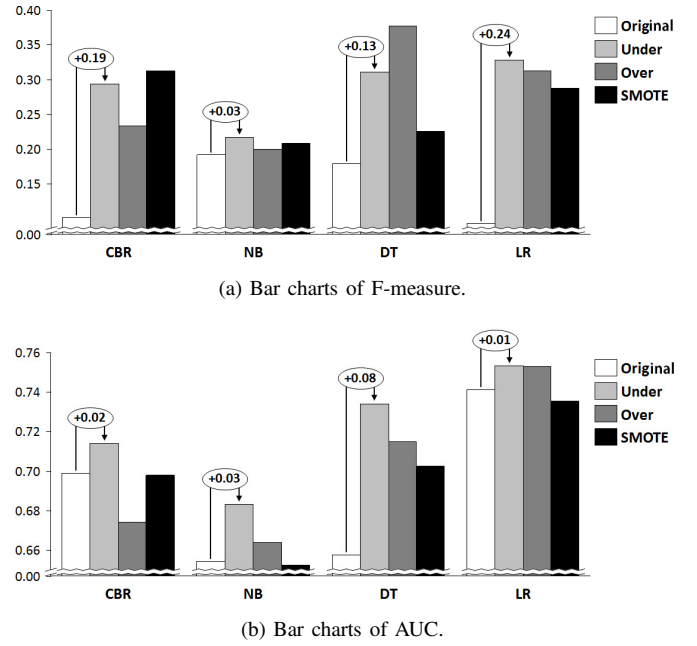 0.40
0.30
0.25
0.20
0.15
0.00
+0.19
+0.03
+0.13
+0.24
CBR
NB
DT
LR
Original
Under
Over
SMOTE
(a) Bar charts of F-measure.
0.76
0.74
0.72
0.70
0.68
0.66
0.00
+0.02
+0.03
+0.08
+0.01
CBR
NB
DT
LR
Original
Under
Over
SMOTE
(b) Bar charts of AUC.